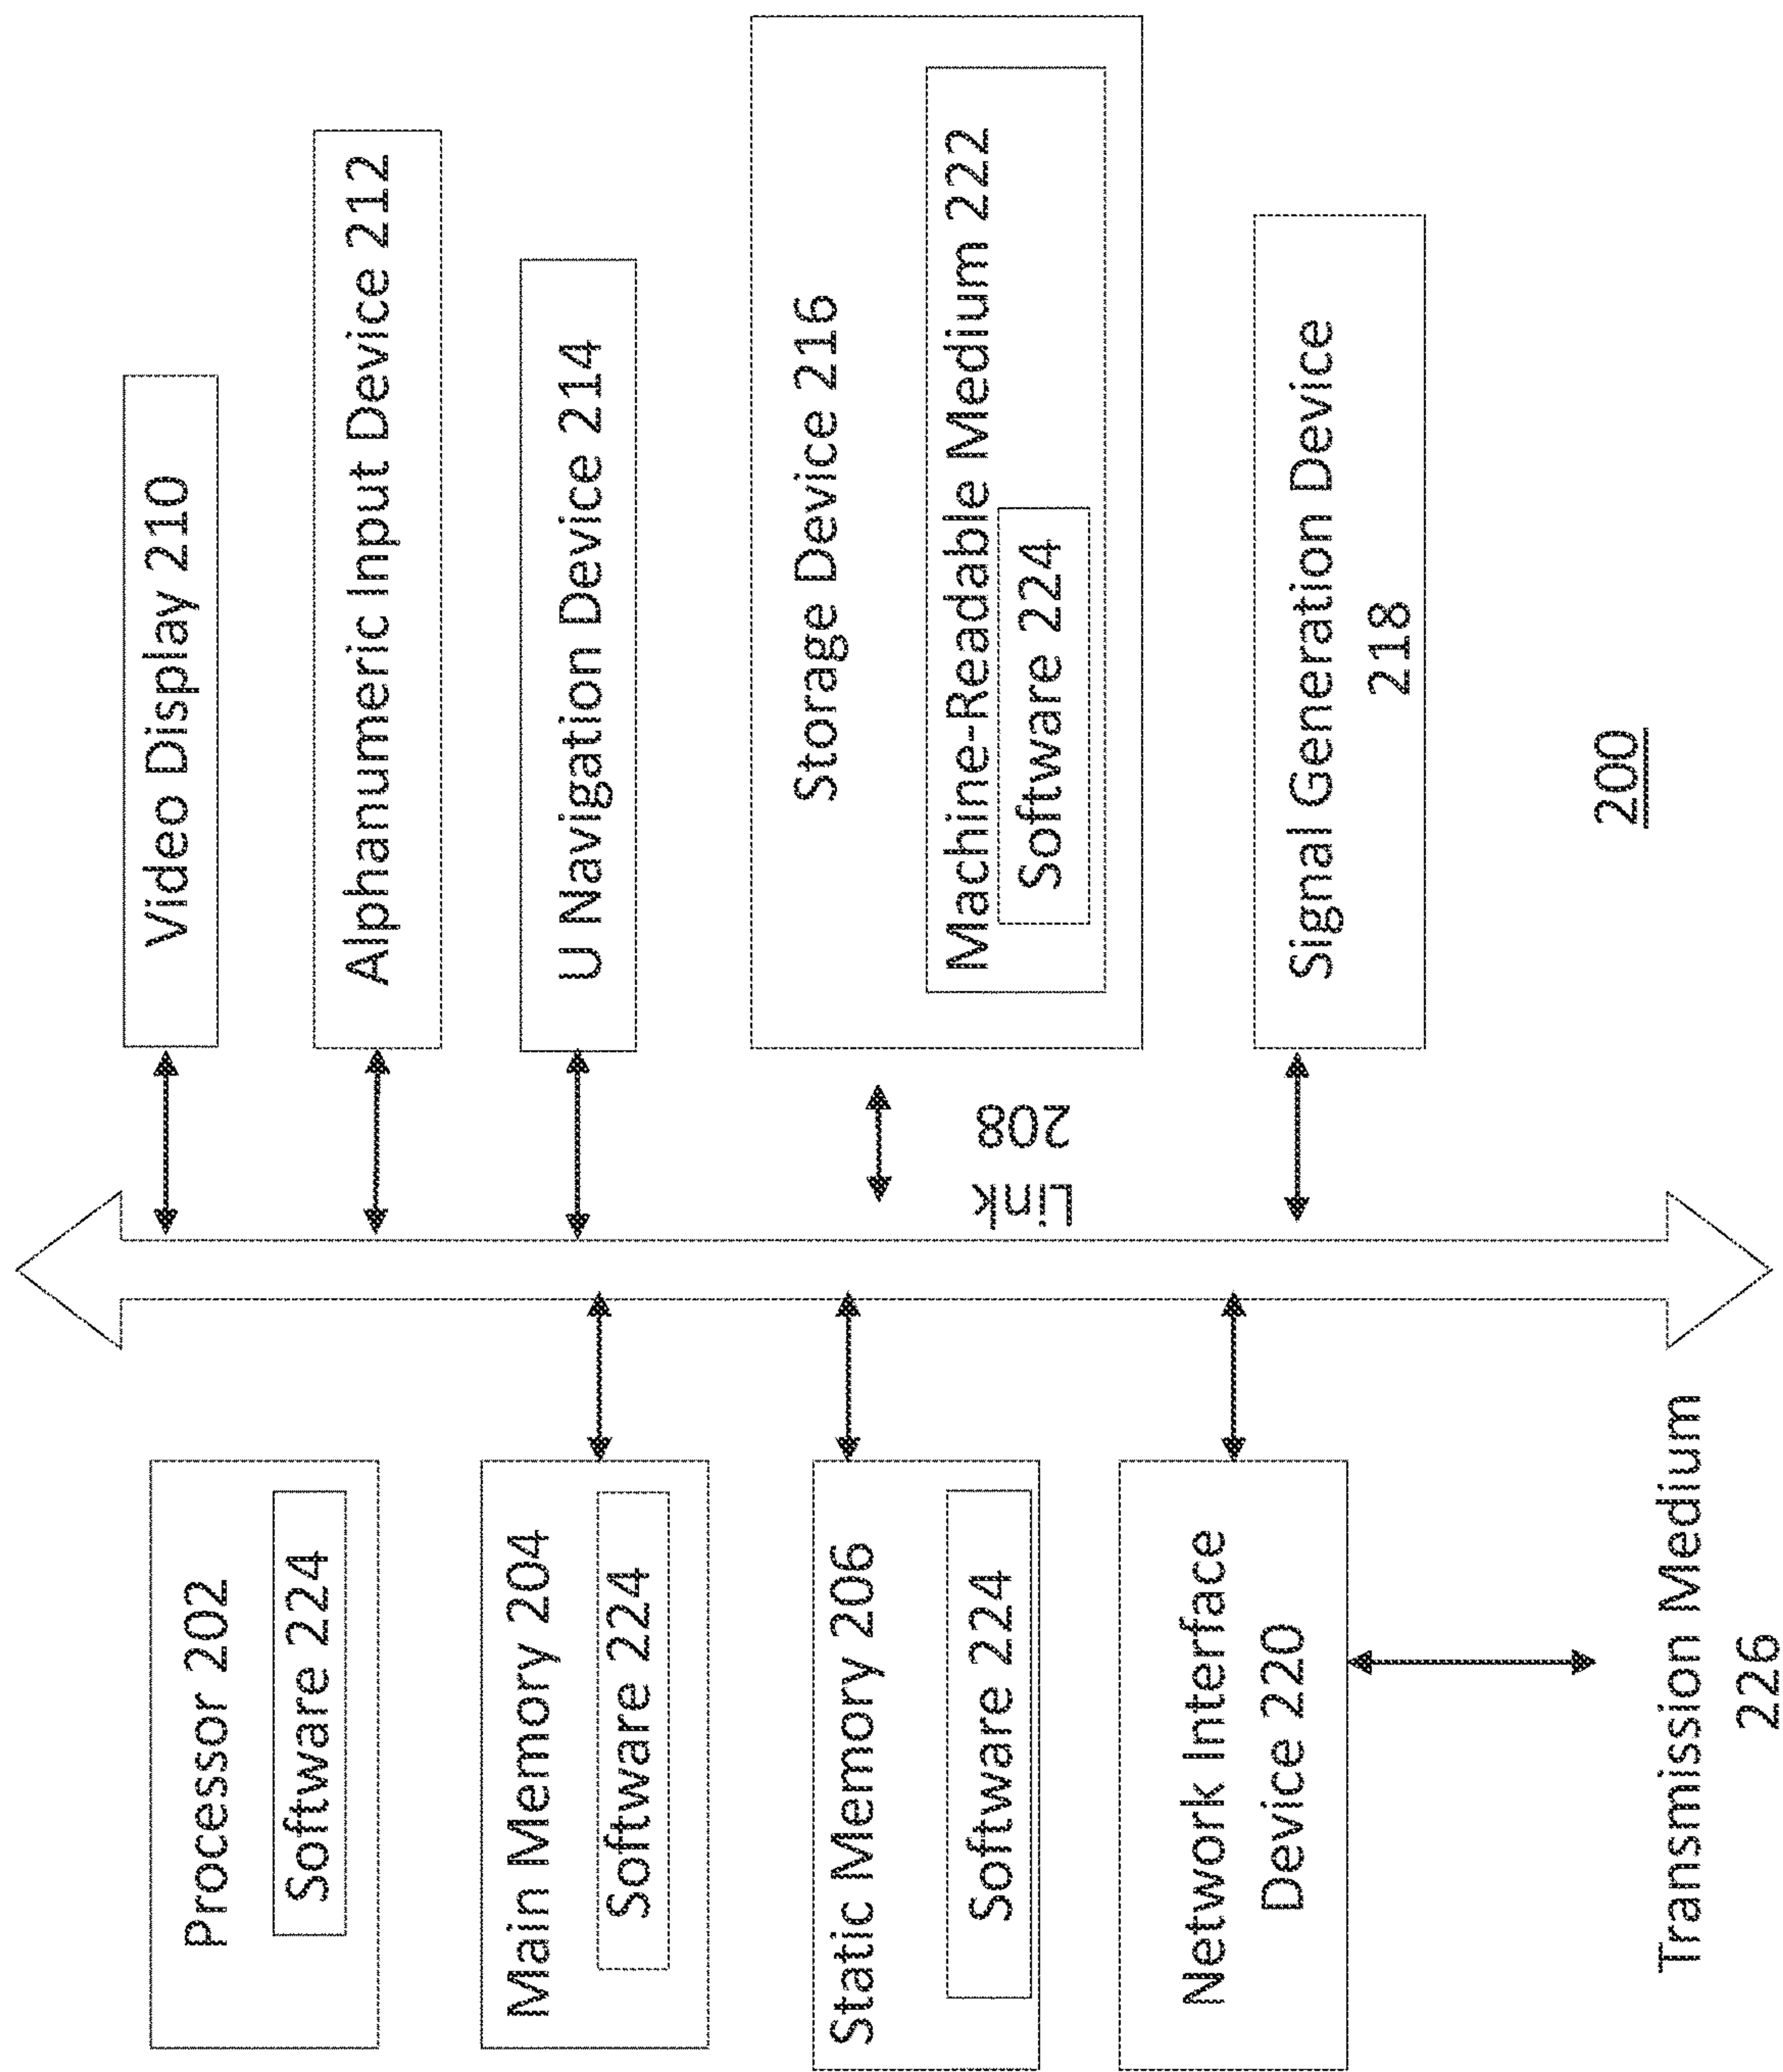 Processor 202
Software 224
Main Memory 204
Software 224
Static Memory 206
Software 224
Network Interface
Device 220
Transmission Medium
226
Link 208
Video Display 210
Alphanumeric Input Device 212
U Navigation Device 214
Storage Device 216
Machine-Readable Medium 222
Software 224
Signal Generation Device
218
200